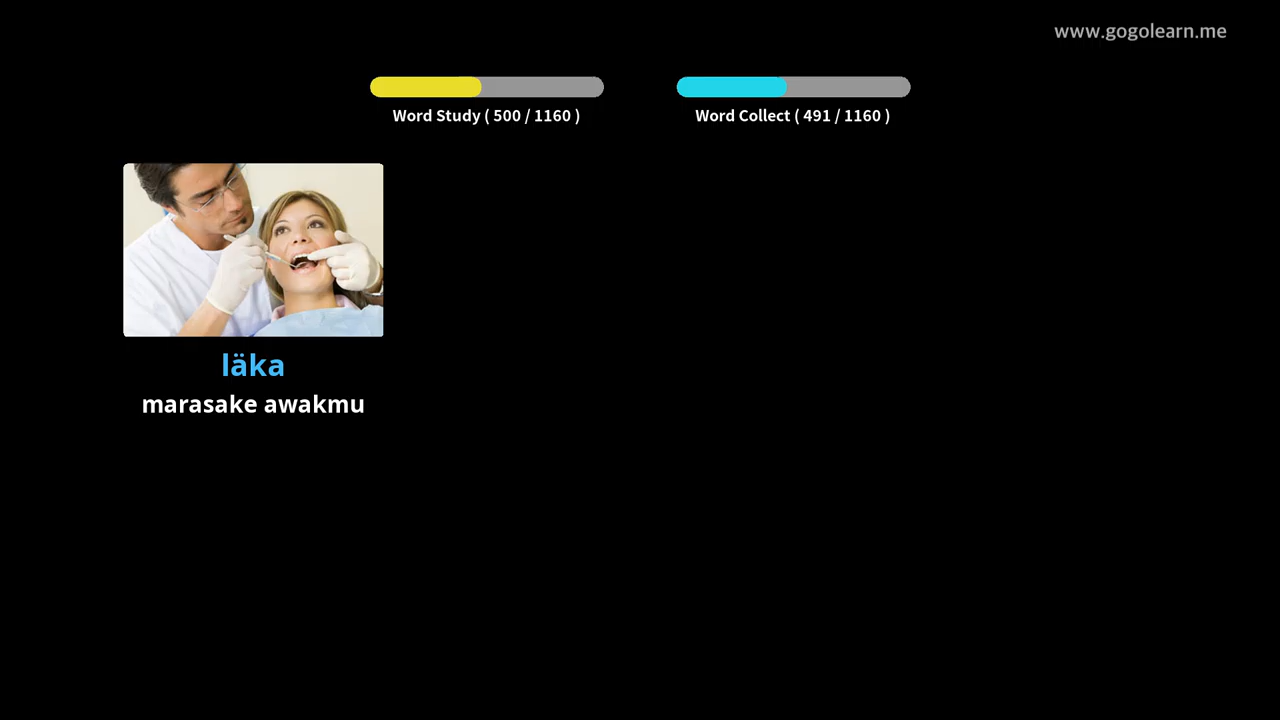 www.gogolearn.me
Word Study ( 500 / 1160 )
Word Collect ( 491 / 1160 )
läka
marasake awakmu